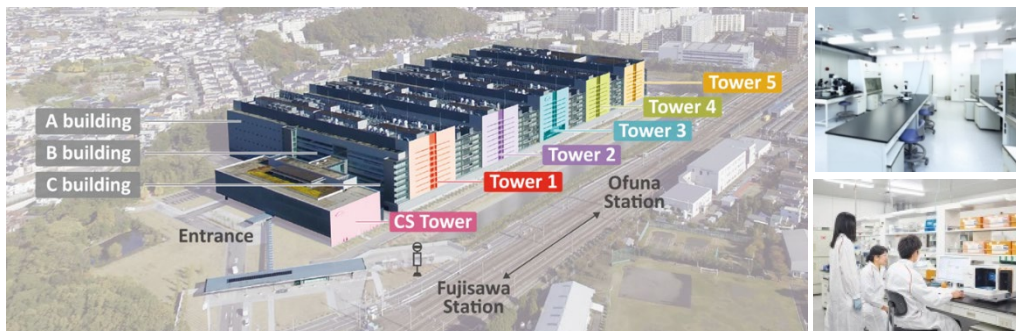 A building
B building
C building
Entrance
CS Tower
Tower 1
Tower 2
Tower 3
Tower 4
Tower 5
Ofuna
Station
Fujisawa
Station